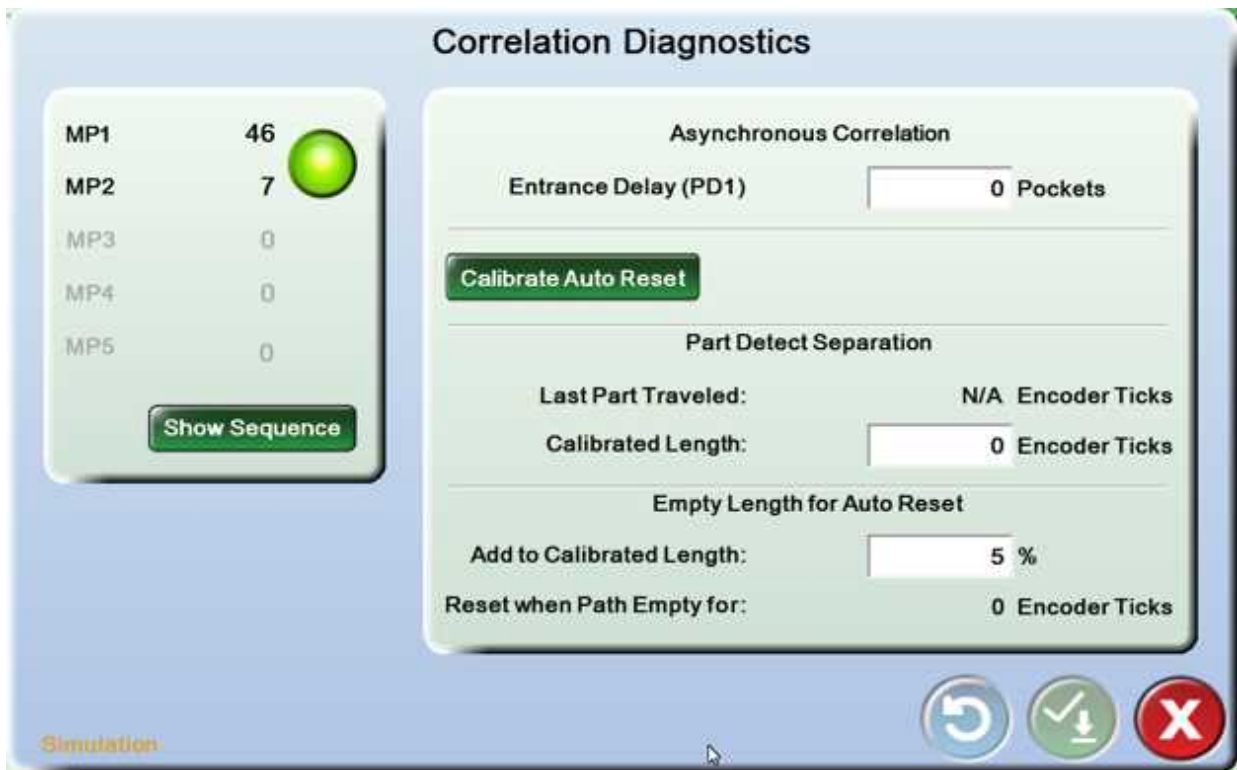 Correlation Diagnostics
MP1 46
MP2 7
MP3 0
MP4 0
MP5 0
Show Sequence
Asynchronous Correlation
Entrance Delay (PD1) 0 Pockets
Calibrate Auto Reset
Part Detect Separation
Last Part Traveled: N/A Encoder Ticks
Calibrated Length: 0 Encoder Ticks
Empty Length for Auto Reset
Add to Calibrated Length: 5 %
Reset when Path Empty for: 0 Encoder Ticks
Simulation
X